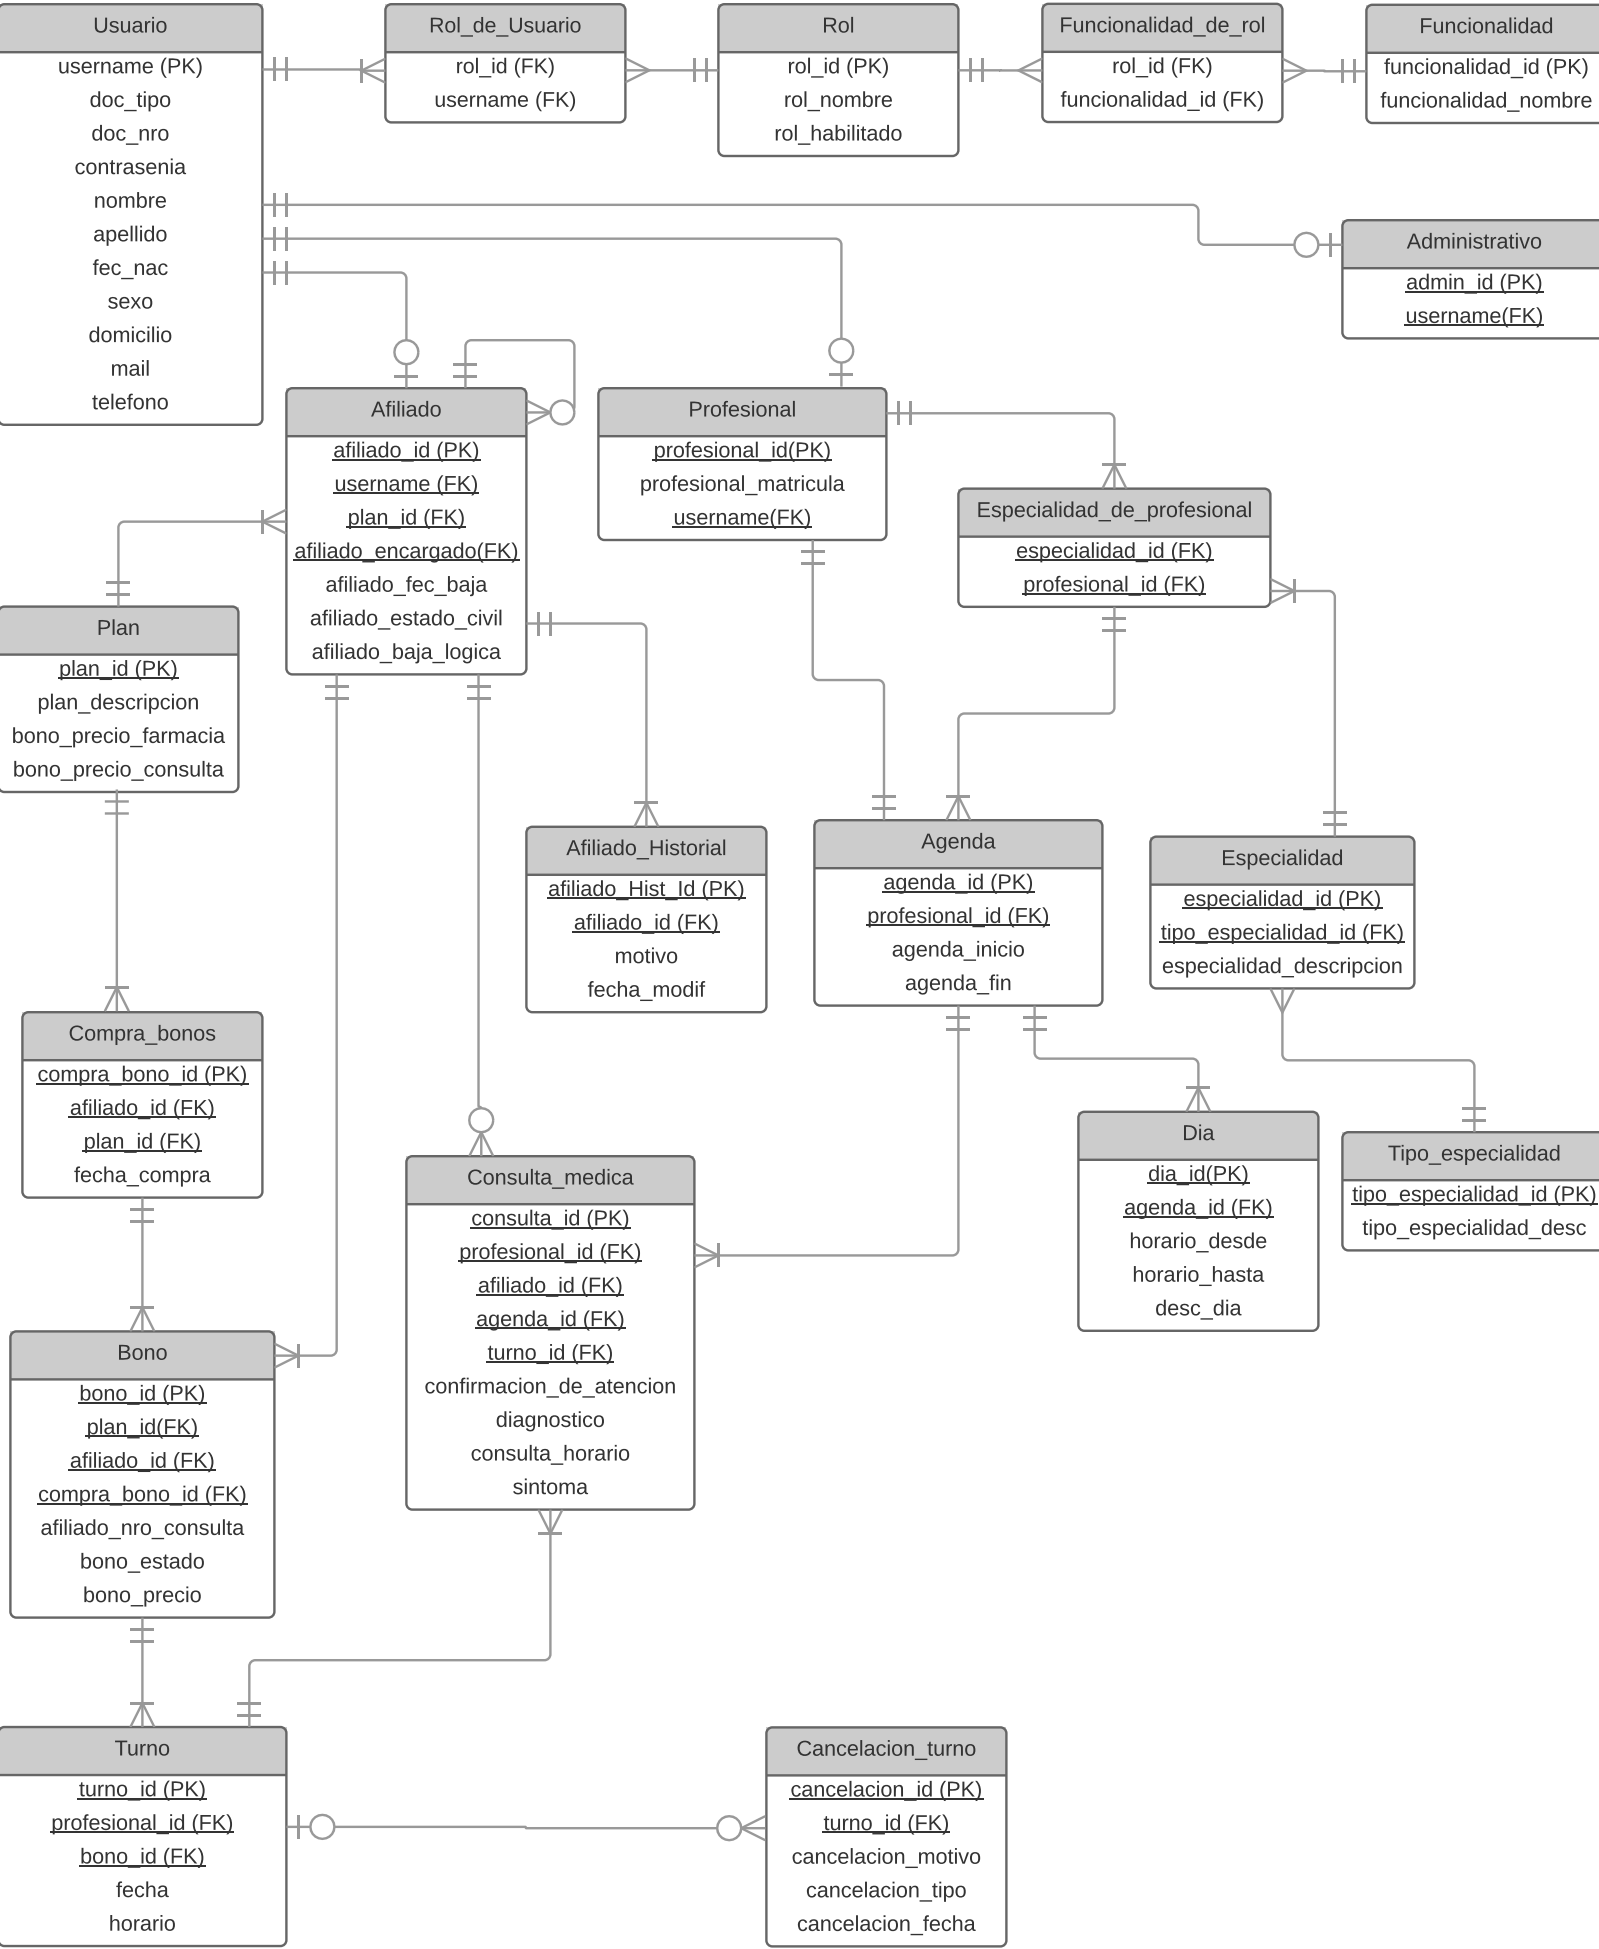 Usuario
username (PK)
doc_tipo
doc_nro
contrasenia
nombre
apellido
fec_nac
sexo
domicilio
mail
telefono
Rol_de_Usuario
rol_id (FK)
username (FK)
Rol
rol_id (PK)
rol_nombre
rol_habilitado
Funcionalidad_de_rol
rol_id (FK)
funcionalidad_id (FK)
Funcionalidad
funcionalidad_id (PK)
funcionalidad_nombre
Administrativo
admin_id (PK)
username(FK)
Afiliado
afiliado_id (PK)
username (FK)
plan_id (FK)
afiliado_encargado(FK)
afiliado_fec_baja
afiliado_estado_civil
afiliado_baja_logica
Profesional
profesional_id(PK)
profesional_matricula
username(FK)
Especialidad_de_profesional
especialidad_id (FK)
profesional_id (FK)
Plan
plan_id (PK)
plan_descripcion
bono_precio_farmacia
bono_precio_consulta
Afiliado_Historial
afiliado_Hist_Id (PK)
afiliado_id (FK)
motivo
fecha_modif
Agenda
agenda_id (PK)
profesional_id (FK)
agenda_inicio
agenda_fin
Especialidad
especialidad_id (PK)
tipo_especialidad_id (FK)
especialidad_descripcion
Compra_bonos
compra_bono_id (PK)
afiliado_id (FK)
plan_id (FK)
fecha_compra
Consulta_medica
consulta_id (PK)
profesional_id (FK)
afiliado_id (FK)
agenda_id (FK)
turno_id (FK)
confirmacion_de_atencion
diagnostico
consulta_horario
sintoma
Dia
dia_id(PK)
agenda_id (FK)
horario_desde
horario_hasta
desc_dia
Tipo_especialidad
tipo_especialidad_id (PK)
tipo_especialidad_desc
Bono
bono_id (PK)
plan_id(FK)
afiliado_id (FK)
compra_bono_id (FK)
afiliado_nro_consulta
bono_estado
bono_precio
Turno
turno_id (PK)
profesional_id (FK)
bono_id (FK)
fecha
horario
Cancelacion_turno
cancelacion_id (PK)
turno_id (FK)
cancelacion_motivo
cancelacion_tipo
cancelacion_fecha